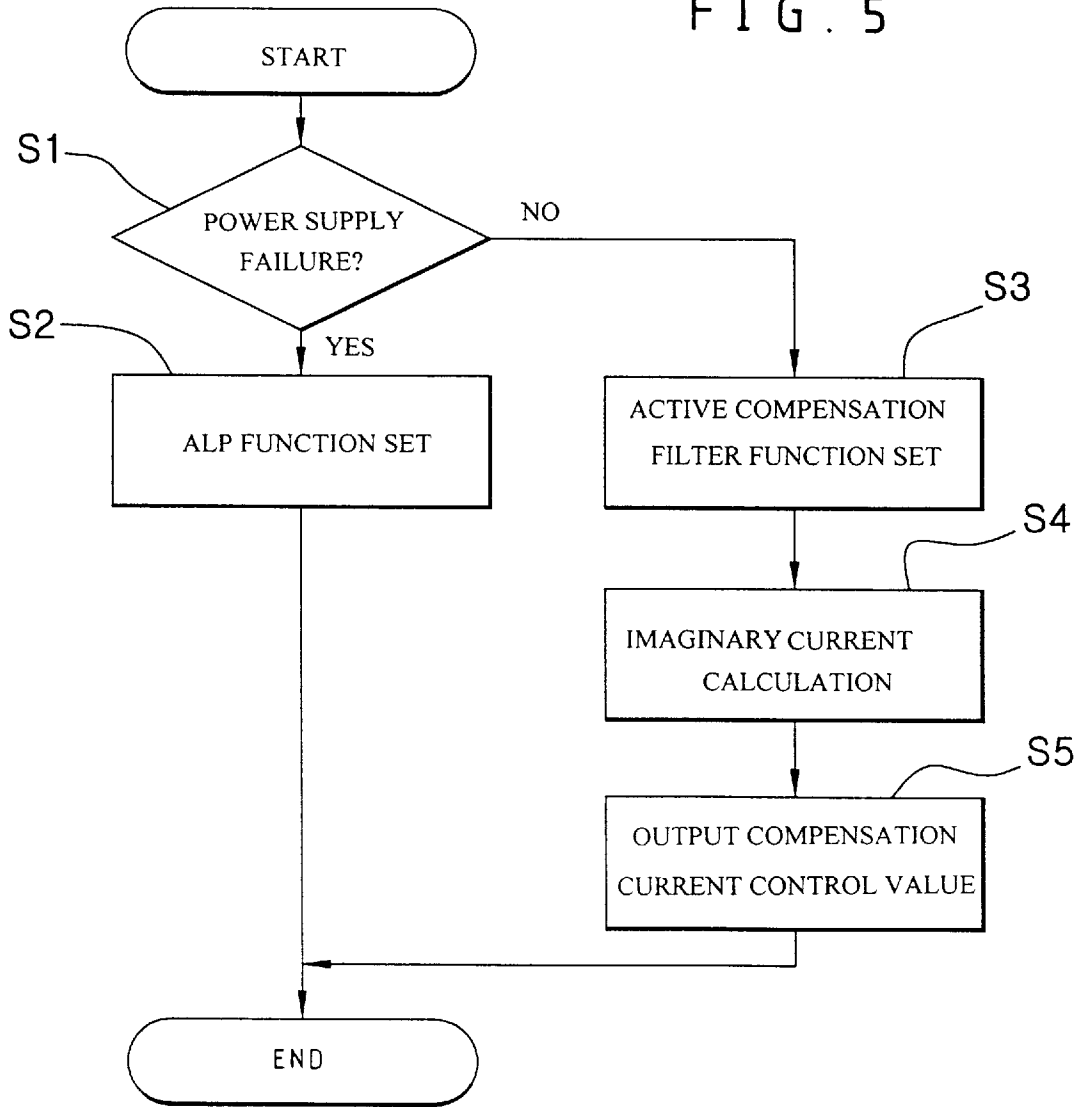 FIG. 5
START
S1
POWER SUPPLY
FAILURE?
NO
YES
S2
ALP FUNCTION SET
S3
ACTIVE COMPENSATION
FILTER FUNCTION SET
S4
IMAGINARY CURRENT
CALCULATION
S5
OUTPUT COMPENSATION
CURRENT CONTROL VALUE
END